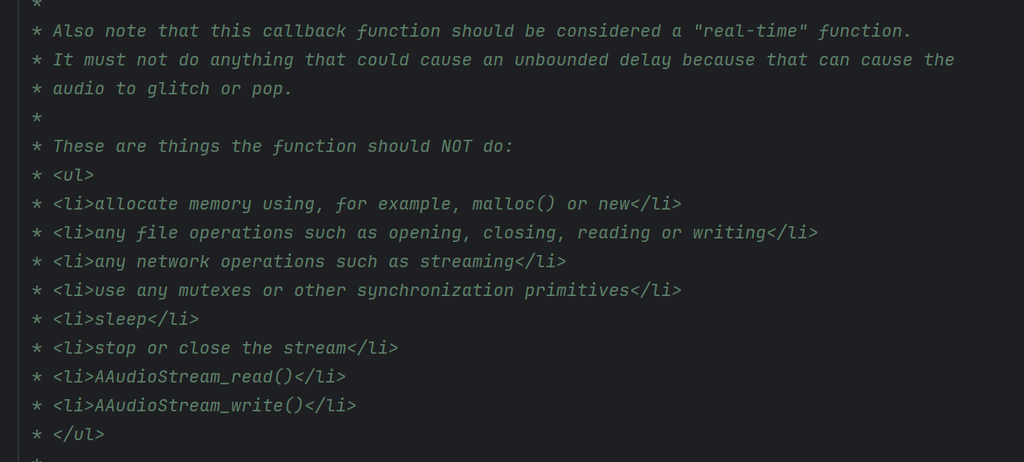 *
* Also note that this callback function should be considered a "real-time" function.
* It must not do anything that could cause an unbounded delay because that can cause the
* audio to glitch or pop.
*
* These are things the function should NOT do:
* <ul>
* <li>allocate memory using, for example, malloc() or new</li>
* <li>any file operations such as opening, closing, reading or writing</li>
* <li>any network operations such as streaming</li>
* <li>use any mutexes or other synchronization primitives</li>
* <li>sleep</li>
* <li>stop or close the stream</li>
* <li>AAudioStream_read()</li>
* <li>AAudioStream_write()</li>
* </ul>
*